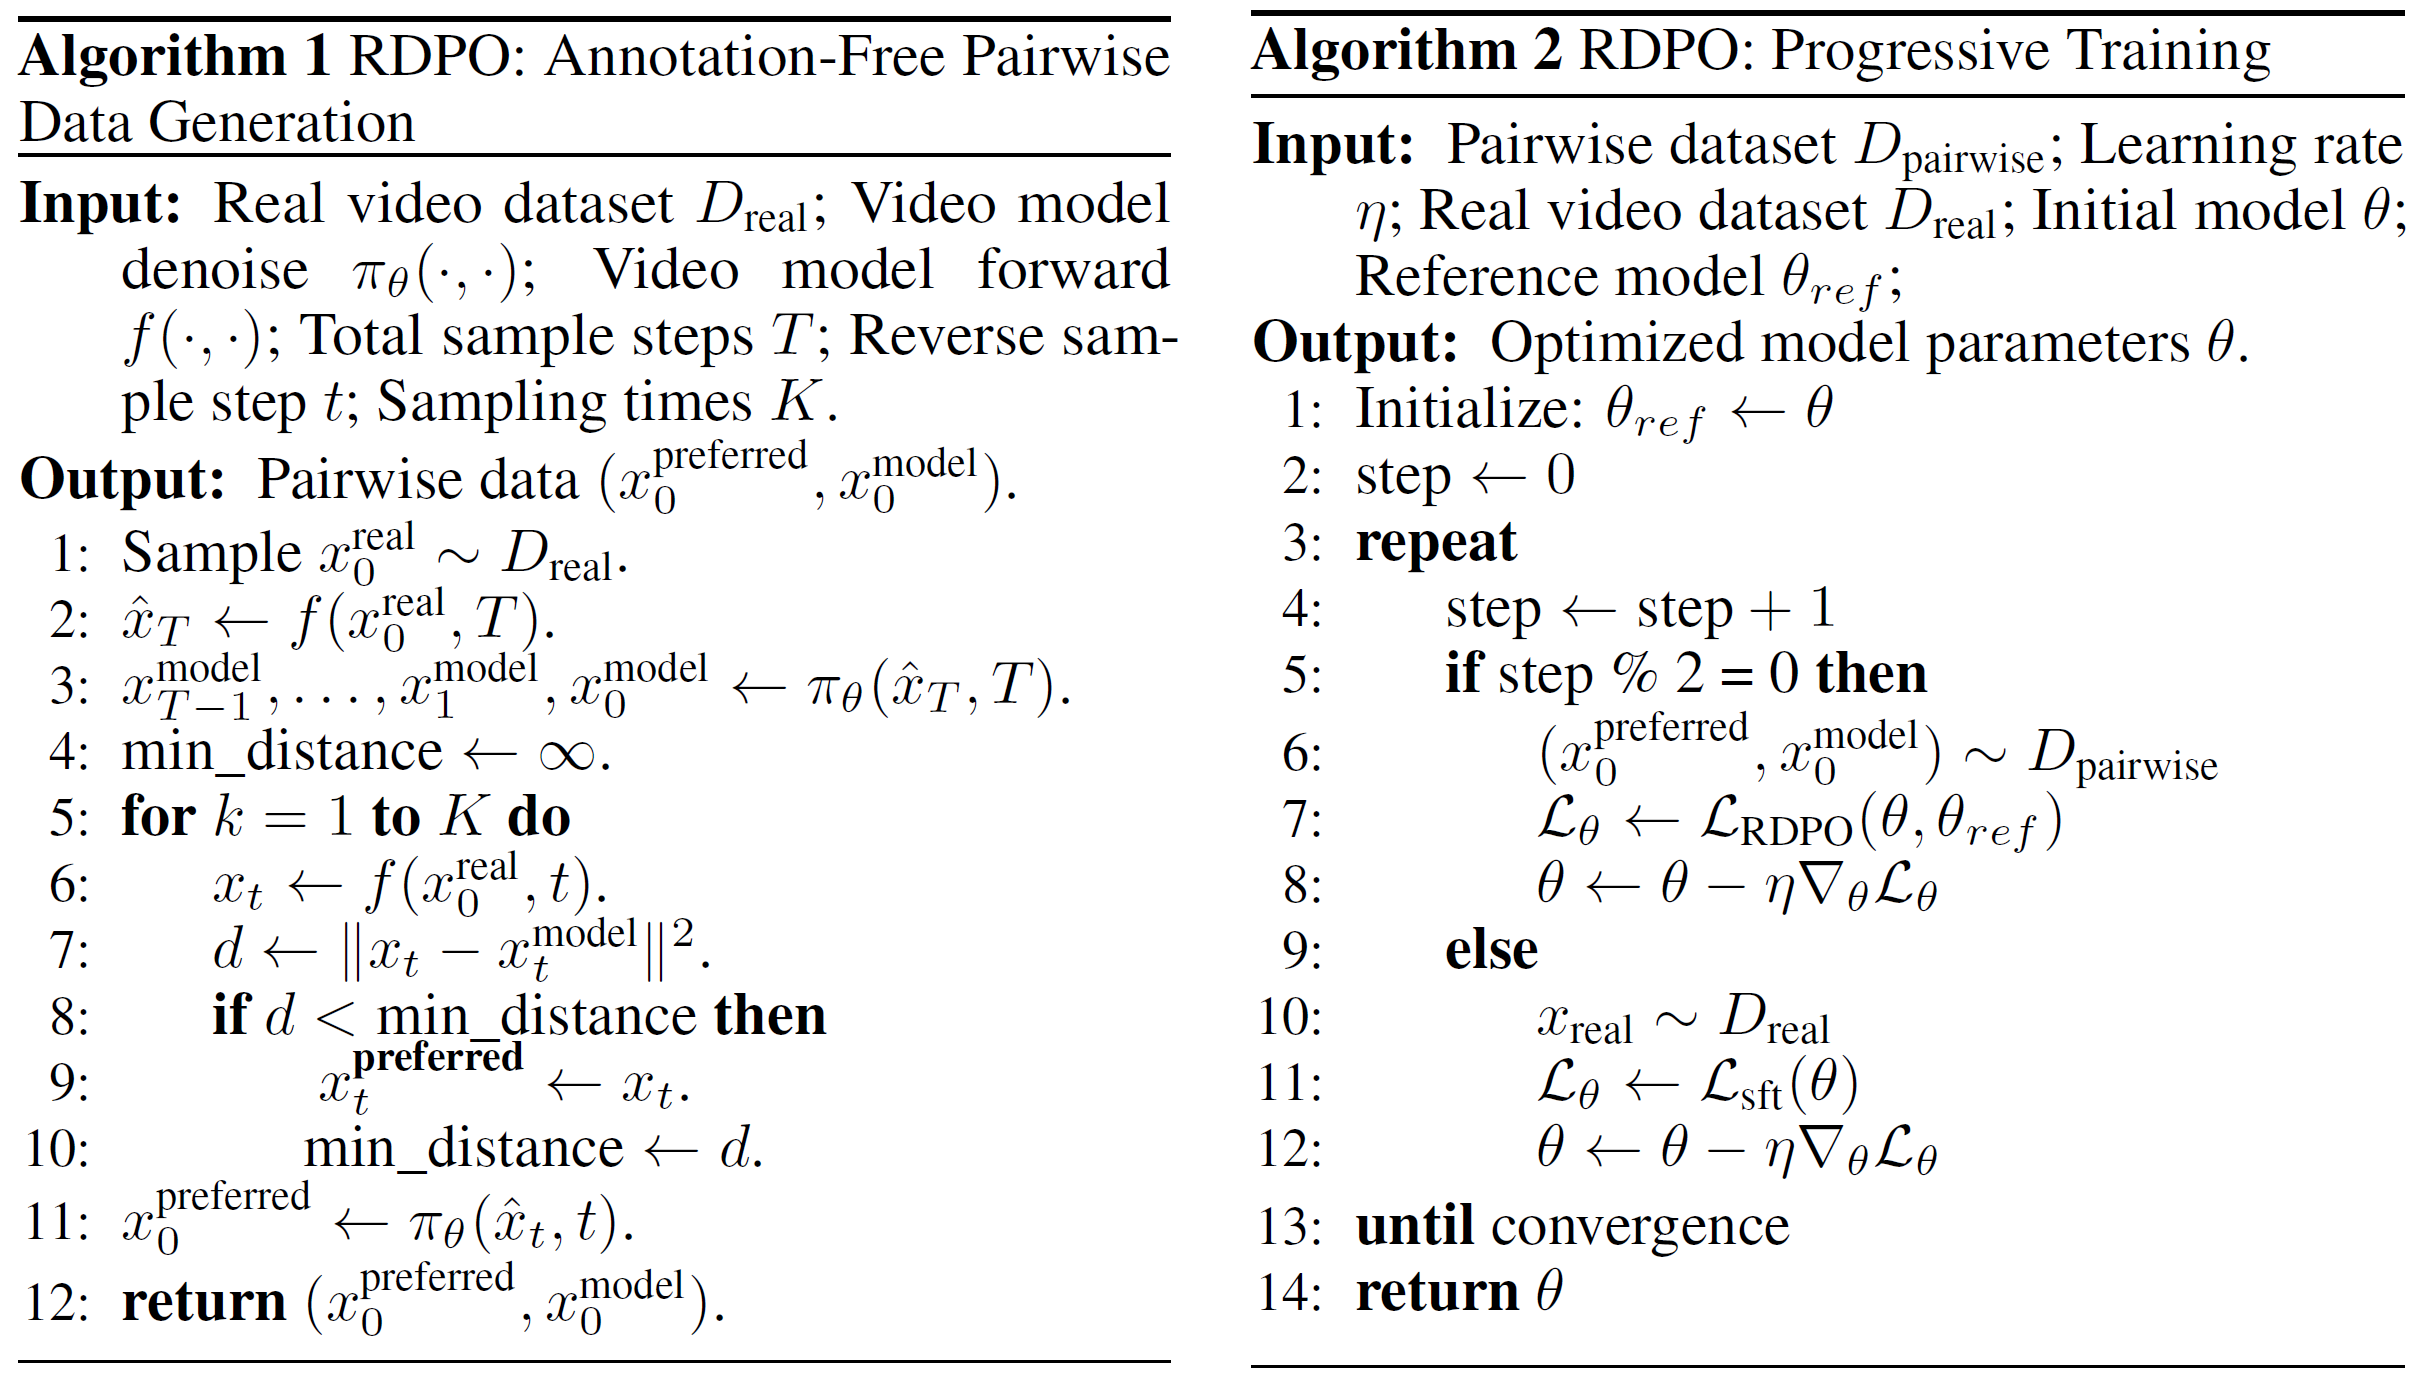 Algorithm 1 RDPO: Annotation-Free Pairwise
Data Generation
Input: Real video dataset $D_{\text{real}}$; Video model
denoise $\pi_\theta(\cdot,\cdot)$; Video model forward
$f(\cdot,\cdot)$; Total sample steps $T$; Reverse sam-
ple step $t$; Sampling times $K$.
Output: Pairwise data $(x_0^{\text{preferred}}, x_0^{\text{model}})$.
1: Sample $x_0^{\text{real}} \sim D_{\text{real}}$.
2: $\hat{x}_T \leftarrow f(x_0^{\text{real}}, T)$.
3: $x_{T-1}^{\text{model}}, \ldots, x_1^{\text{model}}, x_0^{\text{model}} \leftarrow \pi_\theta(\hat{x}_T, T)$.
4: min_distance $\leftarrow \infty$.
5: for $k = 1$ to $K$ do
6: $x_t \leftarrow f(x_0^{\text{real}}, t)$.
7: $d \leftarrow \|x_t - x_t^{\text{model}}\|^2$.
8: if $d <$ min_distance then
9: $x_t^{\textbf{preferred}} \leftarrow x_t$.
10: min_distance $\leftarrow d$.
11: $x_0^{\text{preferred}} \leftarrow \pi_\theta(\hat{x}_t, t)$.
12: return $(x_0^{\text{preferred}}, x_0^{\text{model}})$.
Algorithm 2 RDPO: Progressive Training
Input: Pairwise dataset $D_{\text{pairwise}}$; Learning rate
$\eta$; Real video dataset $D_{\text{real}}$; Initial model $\theta$;
Reference model $\theta_{ref}$;
Output: Optimized model parameters $\theta$.
1: Initialize: $\theta_{ref} \leftarrow \theta$
2: step $\leftarrow 0$
3: repeat
4: step $\leftarrow$ step $+ 1$
5: if step % 2 = 0 then
6: $(x_0^{\text{preferred}}, x_0^{\text{model}}) \sim D_{\text{pairwise}}$
7: $\mathcal{L}_\theta \leftarrow \mathcal{L}_{\text{RDPO}}(\theta, \theta_{ref})$
8: $\theta \leftarrow \theta - \eta \nabla_\theta \mathcal{L}_\theta$
9: else
10: $x_{\text{real}} \sim D_{\text{real}}$
11: $\mathcal{L}_\theta \leftarrow \mathcal{L}_{\text{sft}}(\theta)$
12: $\theta \leftarrow \theta - \eta \nabla_\theta \mathcal{L}_\theta$
13: until convergence
14: return $\theta$